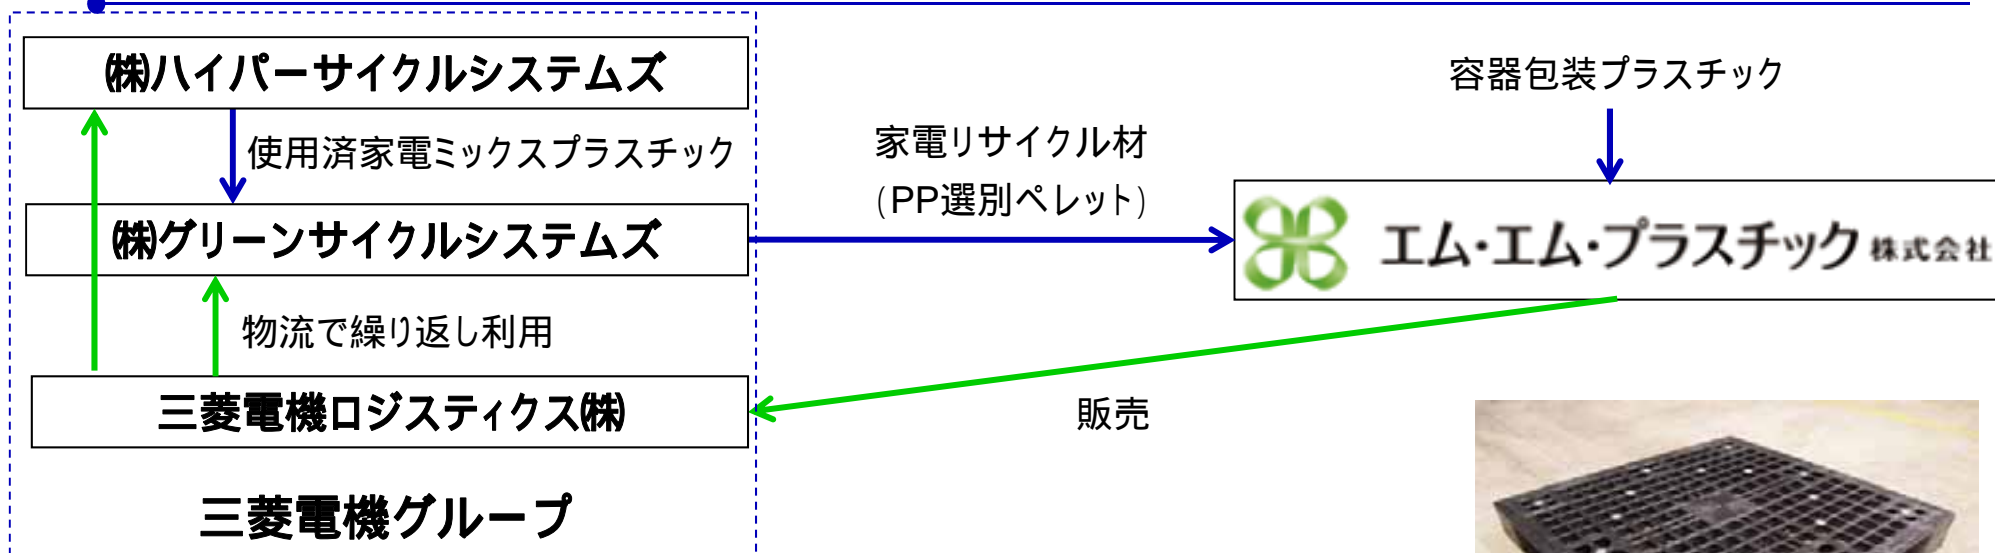 ㈱ハイパーサイクルシステムズ
使用済家電ミックスプラスチック
㈱グリーンサイクルシステムズ
物流で繰り返し利用
三菱電機ロジスティクス㈱
三菱電機グループ
家電リサイクル材
(PP選別ペレット)
容器包装プラスチック
エム・エム・プラスチック株式会社
販売